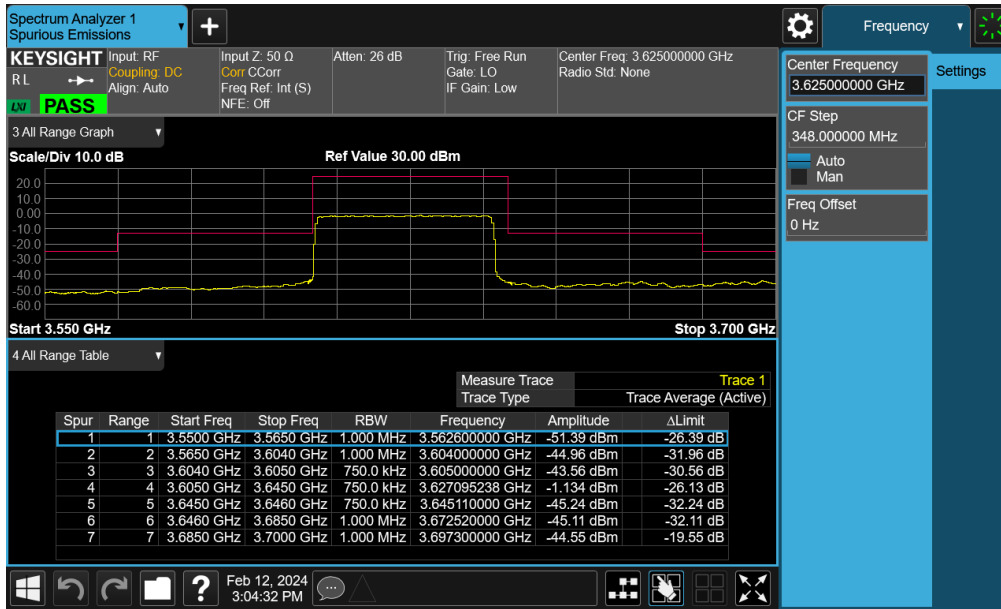 Spectrum Analyzer 1
Spurious Emissions
Frequency
KEYSIGHT
R L
LXI PASS
Input: RF
Coupling: DC
Align: Auto
Input Z: 50 Ω
Corr CCorr
Freq Ref: Int (S)
NFE: Off
Atten: 26 dB
Trig: Free Run
Gate: LO
IF Gain: Low
Center Freq: 3.625000000 GHz
Radio Std: None
Center Frequency
3.625000000 GHz
Settings
CF Step
348.000000 MHz
Auto
Man
Freq Offset
0 Hz
3 All Range Graph
Scale/Div 10.0 dB Ref Value 30.00 dBm
20.0
10.0
0.00
-10.0
-20.0
-30.0
-40.0
-50.0
-60.0
Start 3.550 GHz Stop 3.700 GHz
4 All Range Table
Measure Trace Trace 1
Trace Type Trace Average (Active)
Spur Range Start Freq Stop Freq RBW Frequency Amplitude ΔLimit
1 1 3.5500 GHz 3.5650 GHz 1.000 MHz 3.562600000 GHz -51.39 dBm -26.39 dB
2 2 3.5650 GHz 3.6040 GHz 1.000 MHz 3.604000000 GHz -44.96 dBm -31.96 dB
3 3 3.6040 GHz 3.6050 GHz 750.0 kHz 3.605000000 GHz -43.56 dBm -30.56 dB
4 4 3.6050 GHz 3.6450 GHz 750.0 kHz 3.627095238 GHz -1.134 dBm -26.13 dB
5 5 3.6450 GHz 3.6460 GHz 750.0 kHz 3.645110000 GHz -45.24 dBm -32.24 dB
6 6 3.6460 GHz 3.6850 GHz 1.000 MHz 3.672520000 GHz -45.11 dBm -32.11 dB
7 7 3.6850 GHz 3.7000 GHz 1.000 MHz 3.697300000 GHz -44.55 dBm -19.55 dB
Feb 12, 2024
3:04:32 PM